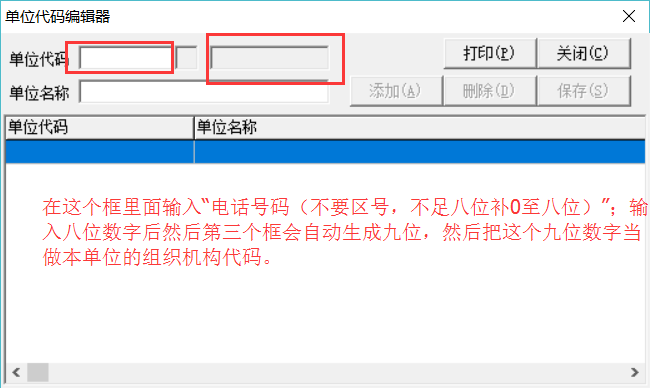 单位代码编辑器
单位代码 打印(P) 关闭(C)
单位名称 添加(A) 删除(D) 保存(S)
单位代码 单位名称
在这个框里面输入“电话号码（不要区号，不足八位补0至八位）”；输
入八位数字后然后第三个框会自动生成九位，然后把这个九位数字当
做本单位的组织机构代码。